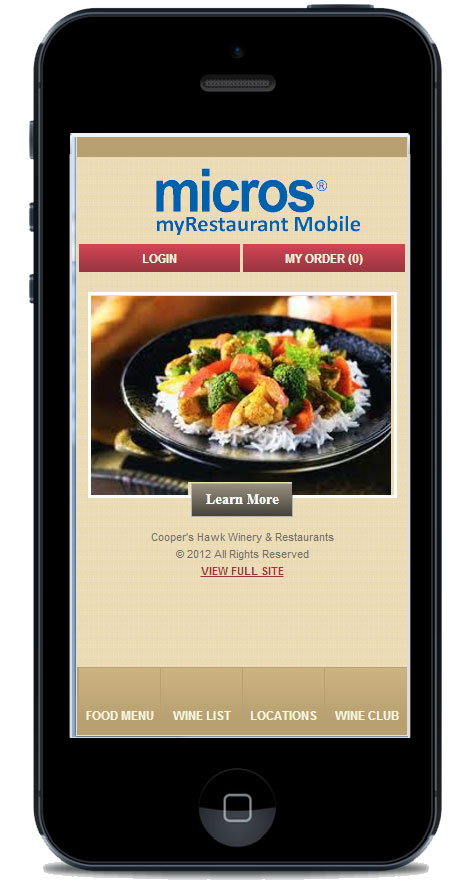 micros®
myRestaurant Mobile
LOGIN
MY ORDER (0)
Learn More
Cooper's Hawk Winery & Restaurants
© 2012 All Rights Reserved
VIEW FULL SITE
FOOD MENU
WINE LIST
LOCATIONS
WINE CLUB